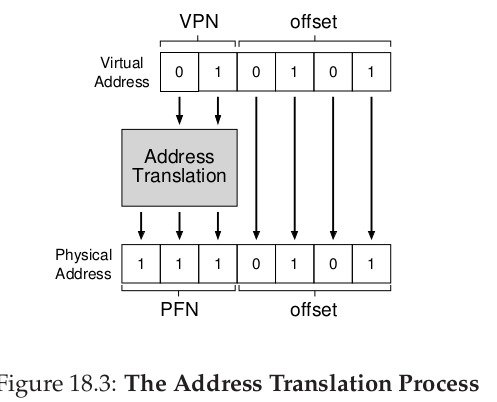 VPN offset
Virtual Address 0 1 0 1 0 1
Address Translation
Physical Address 1 1 1 0 1 0 1
PFN offset
Figure 18.3: The Address Translation Process